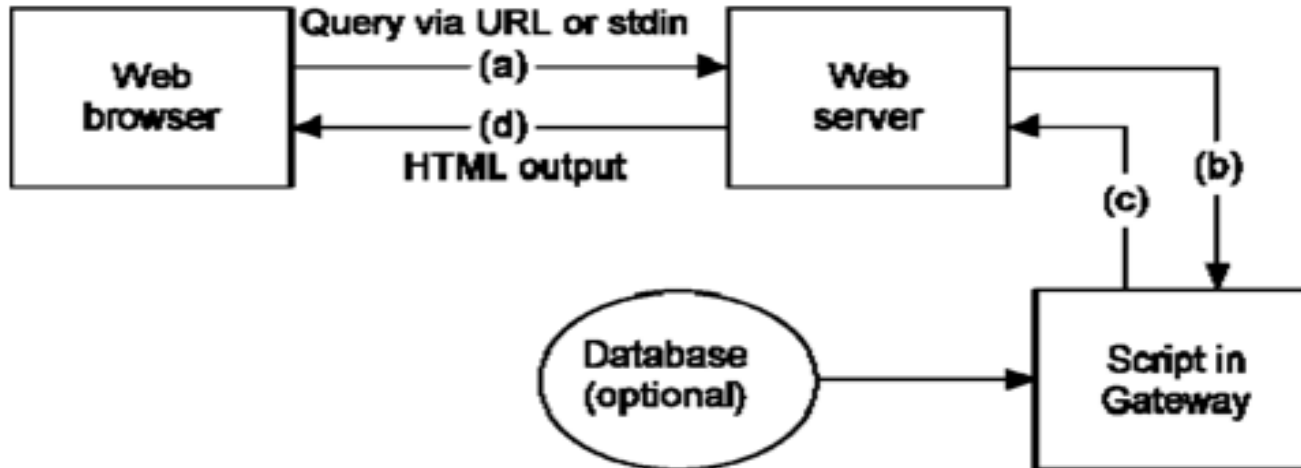 Query via URL or stdin
Web
browser
(a)
Web
server
(d)
HTML output
(b)
(c)
Database
(optional)
Script in
Gateway